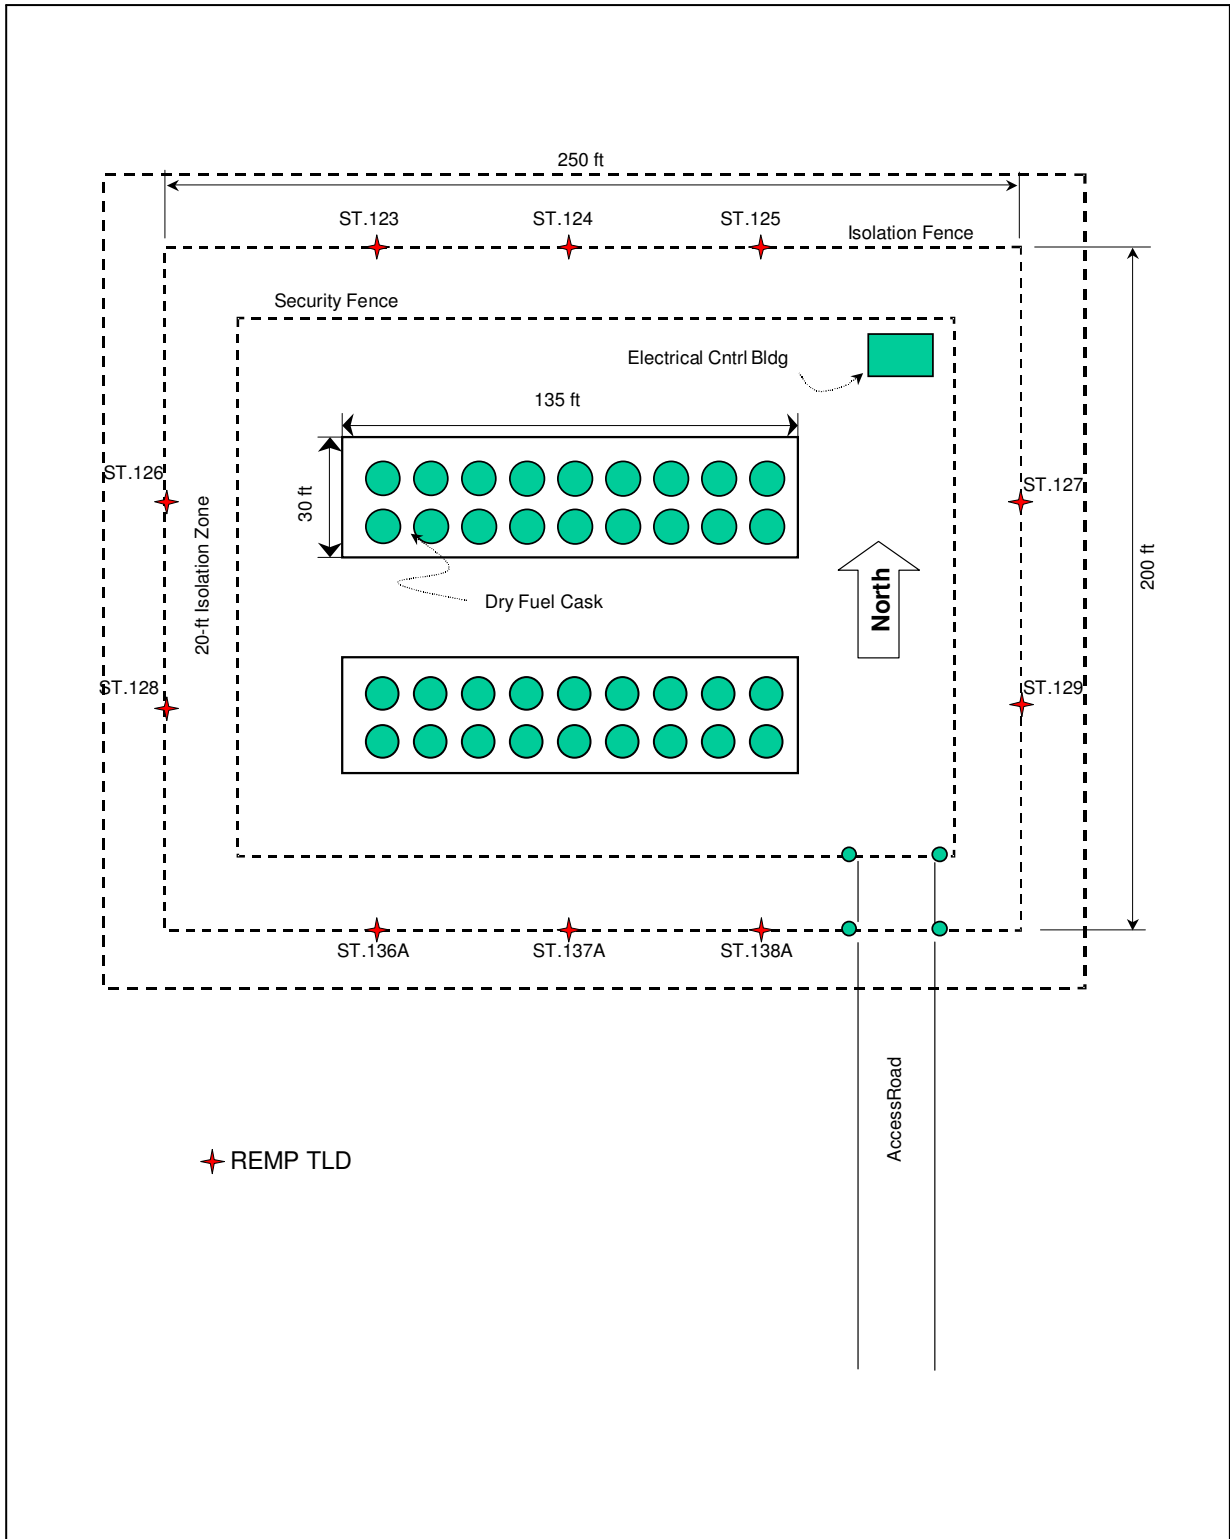 250 ft
ST.123
ST.124
ST.125
Isolation Fence
Security Fence
Electrical Cntrl Bldg
135 ft
ST.126
ST.127
30 ft
20-ft Isolation Zone
North
200 ft
Dry Fuel Cask
ST.128
ST.129
ST.136A
ST.137A
ST.138A
AccessRoad
REMP TLD